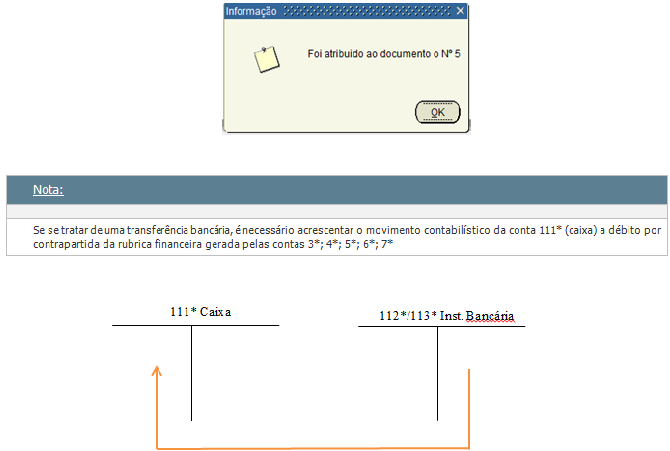 Informação
Foi atribuido ao documento o Nº 5
OK
Nota:
Se se tratar de uma transferência bancária, é necessário acrescentar o movimento contabilístico da conta 111* (caixa) a débito por
contrapartida da rubrica financeira gerada pelas contas 3*; 4*; 5*; 6*; 7*
111* Caixa
112*/113* Inst.Bancária